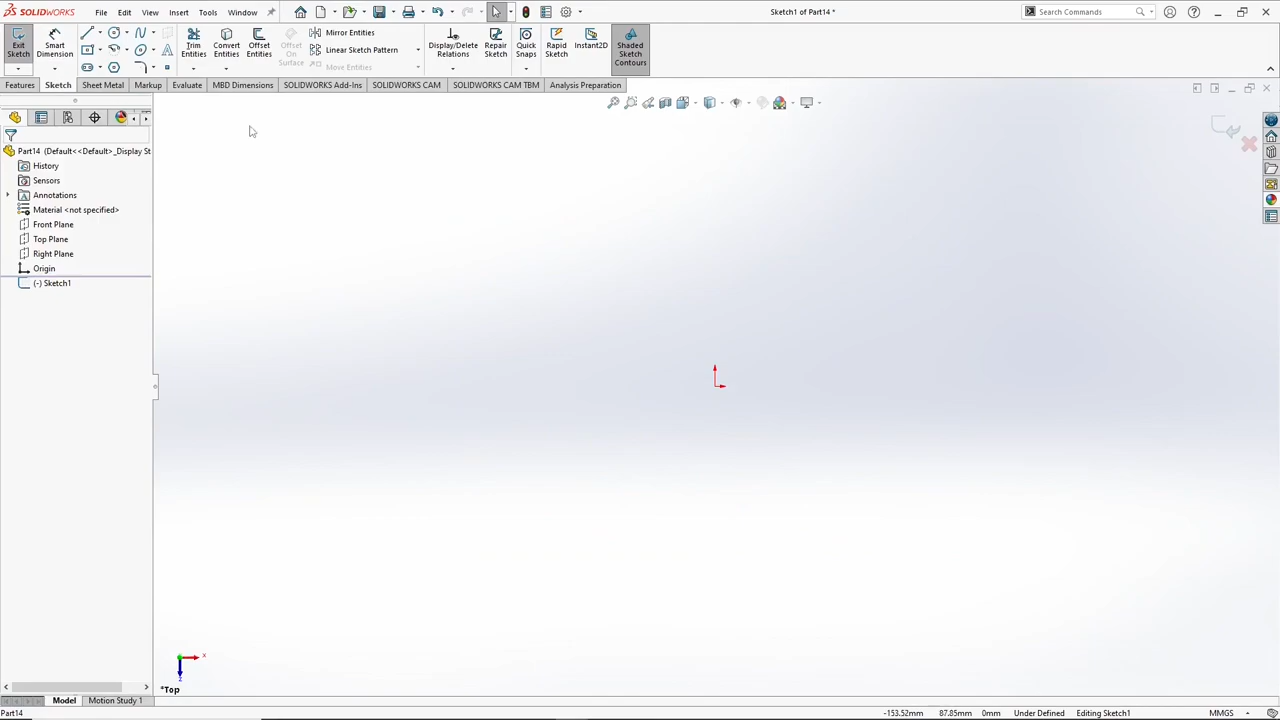 SOLIDWORKS File Edit View Insert Tools Window Sketch1 of Part14 * Search Commands
Exit Sketch Smart Dimension Trim Entities Convert Entities Offset Entities Offset On Surface Mirror Entities Linear Sketch Pattern Move Entities Display/Delete Relations Repair Sketch Quick Snaps Rapid Sketch Instant2D Shaded Sketch Contours
Features Sketch Sheet Metal Markup Evaluate MBD Dimensions SOLIDWORKS Add-Ins SOLIDWORKS CAM SOLIDWORKS CAM TBM Analysis Preparation
Part14 (Default<<Default>_Display St
History
Sensors
Annotations
Material <not specified>
Front Plane
Top Plane
Right Plane
Origin
(-) Sketch1
x
z
*Top
Model Motion Study 1
Part14 -153.52mm 87.85mm 0mm Under Defined Editing Sketch1 MMGS